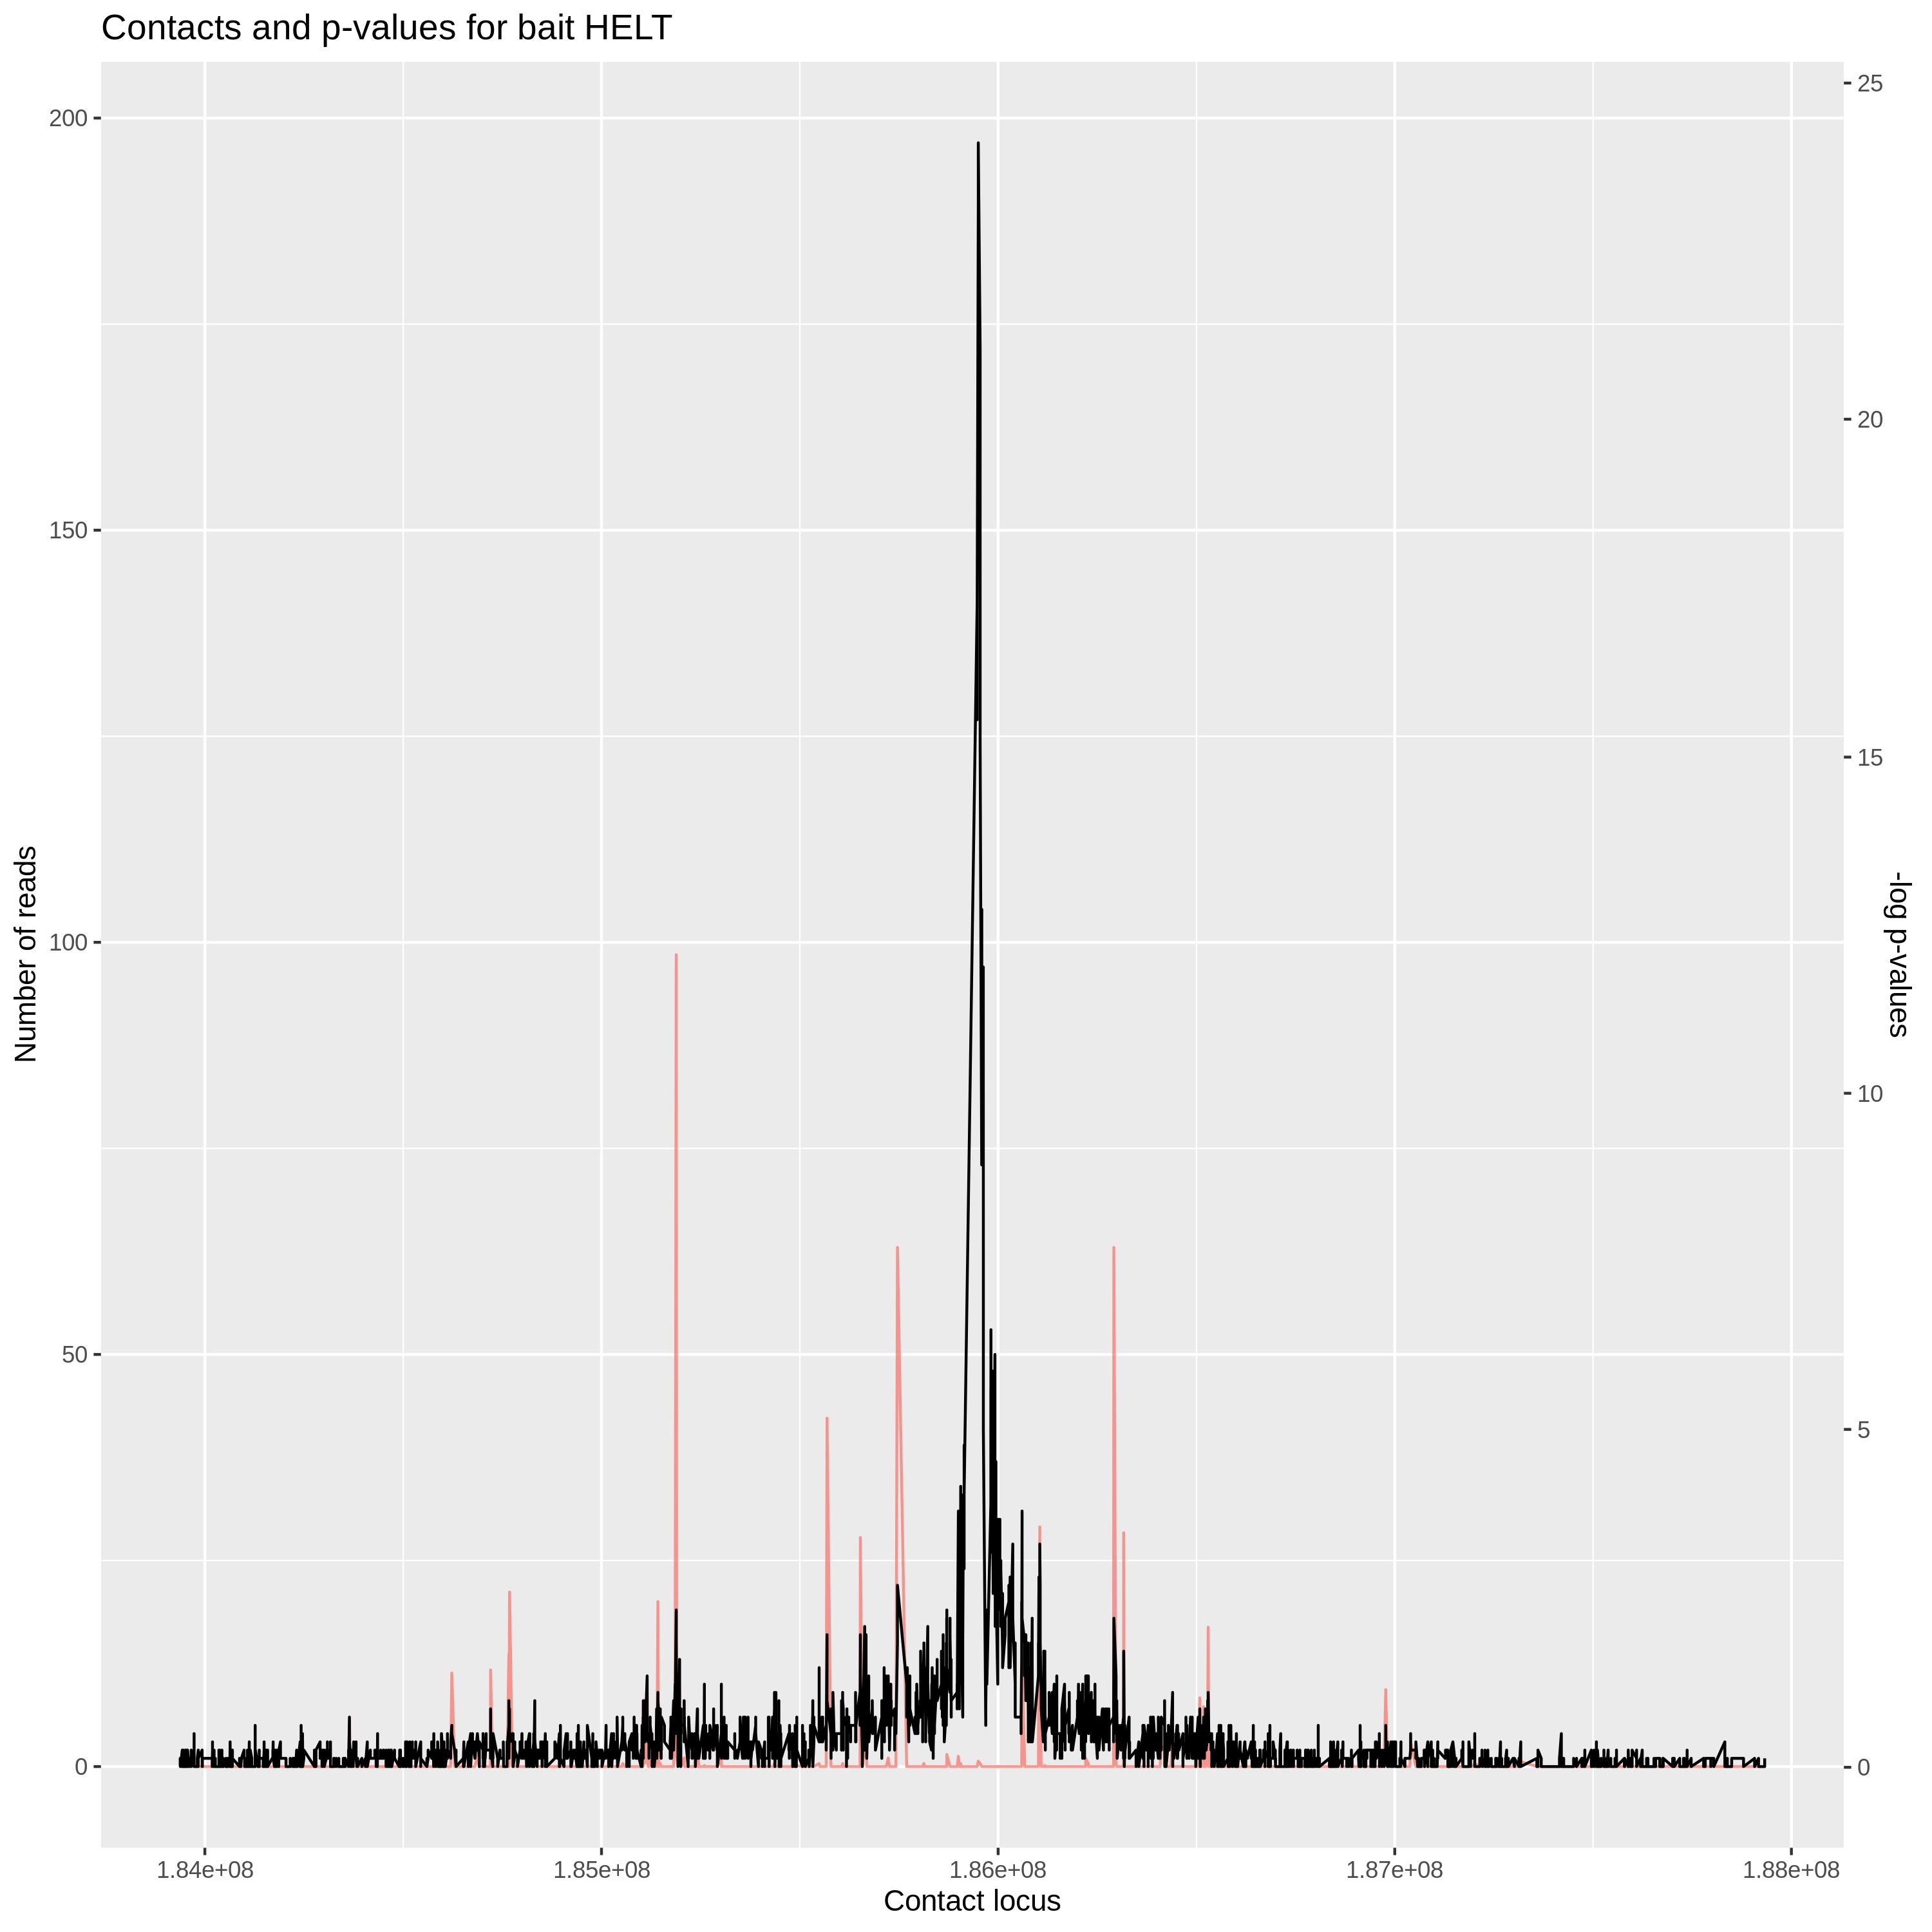 Contacts and p-values for bait HELT
200
150
100
50
0
25
20
15
10
5
0
Number of reads
-log p-values
1.84e+08 1.85e+08 1.86e+08 1.87e+08 1.88e+08
Contact locus